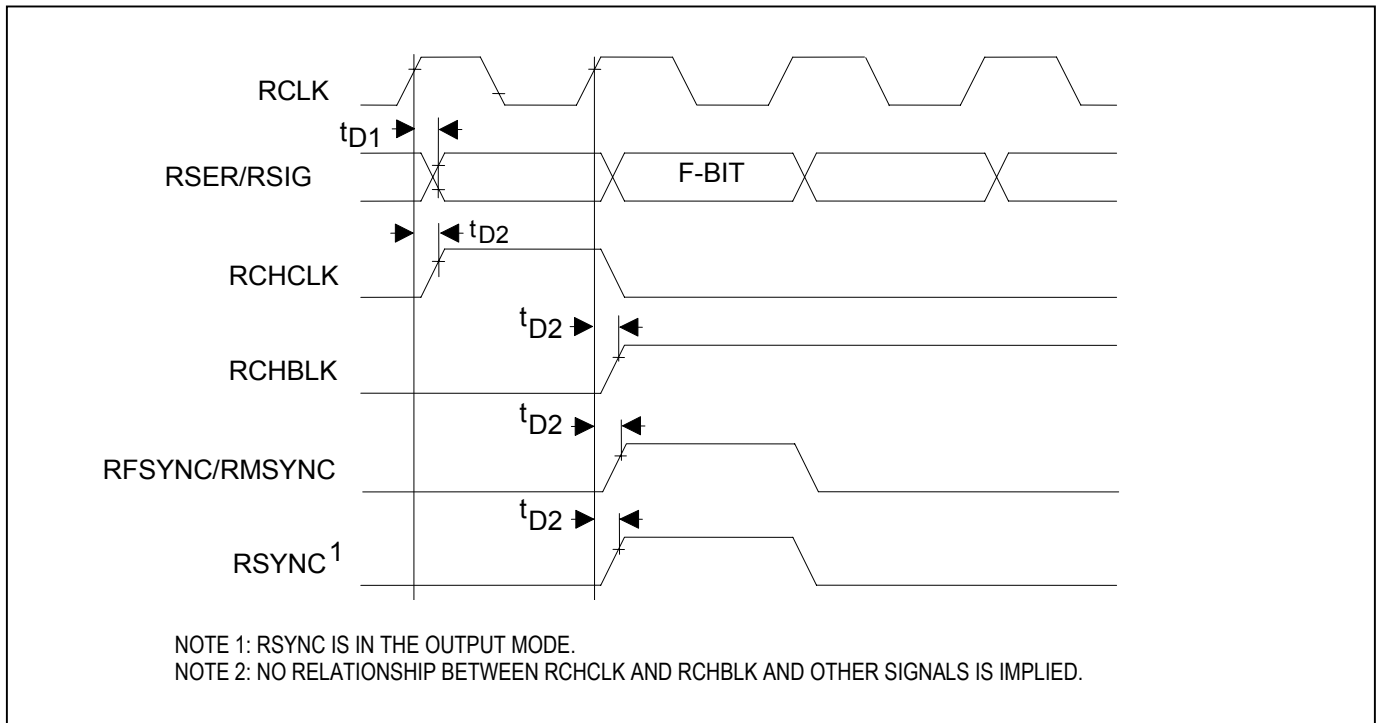 RCLK
tD1
RSER/RSIG
F-BIT
tD2
RCHCLK
tD2
RCHBLK
tD2
RFSYNC/RMSYNC
tD2
RSYNC1
NOTE 1: RSYNC IS IN THE OUTPUT MODE.
NOTE 2: NO RELATIONSHIP BETWEEN RCHCLK AND RCHBLK AND OTHER SIGNALS IS IMPLIED.